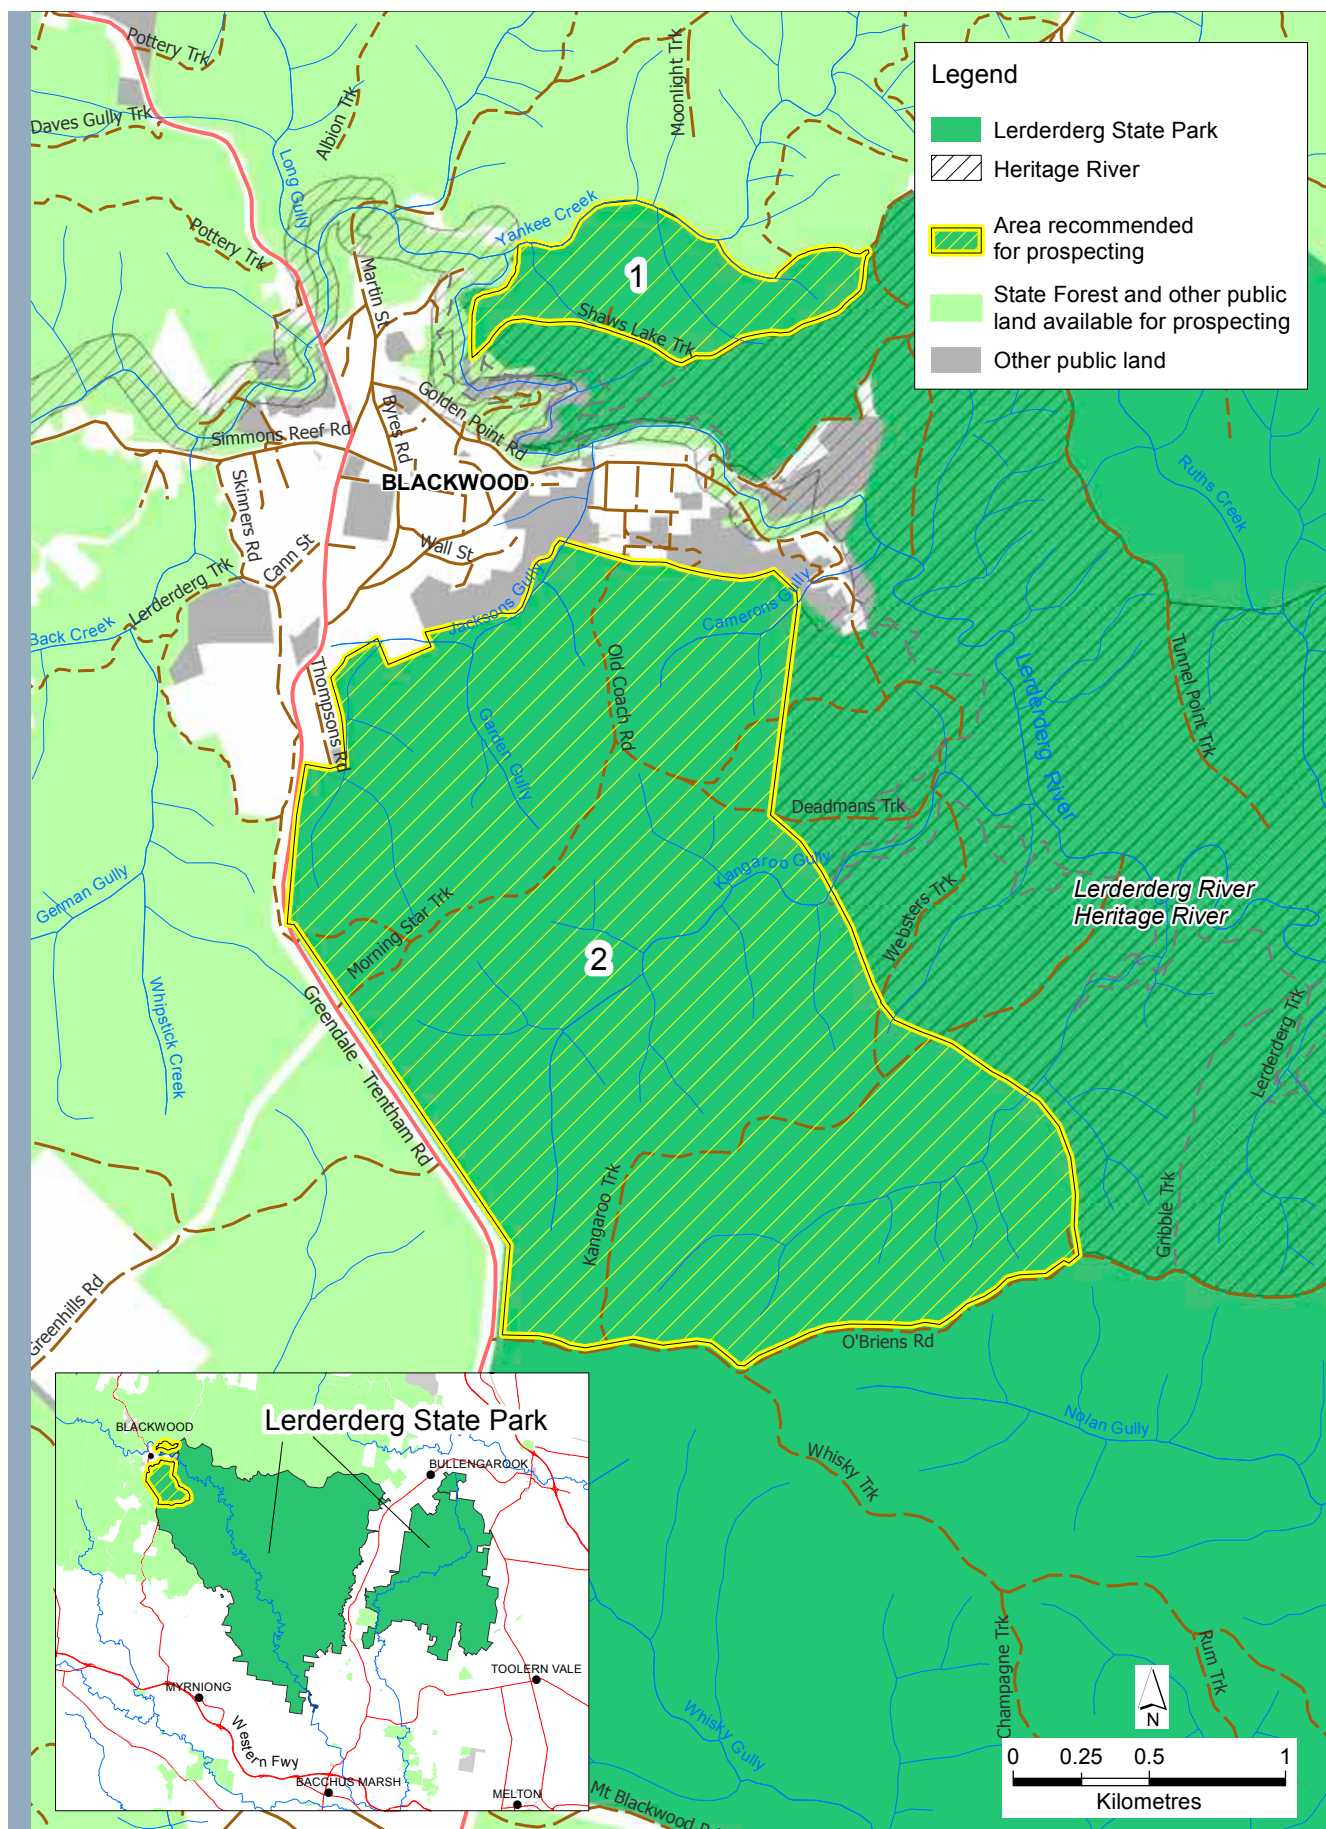 Pottery Trk
Daves Gully Trk
Albion Trk
Long Gully
Moonlight Trk
Legend
Lerderderg State Park
Heritage River
Area recommended
for prospecting
State Forest and other public
land available for prospecting
Other public land
Pottery Trk
Yankee Creek
Martin St
1
Shaws Lake Trk
Golden Point Rd
Byres Rd
Simmons Reef Rd
BLACKWOOD
Skinners Rd
Wall St
Cann St
Lerderderg Trk
Back Creek
Jacksons Gully
Camerons Gully
Ruths Creek
Thompsons Rd
Old Coach Rd
Garden Gully
Lerderderg River
Tunnel Point Trk
Deadmans Trk
Kangaroo Gully
German Gully
Morning Star Trk
Websters Trk
Lerderderg River
Heritage River
2
Whipstick Creek
Greendale - Trentham Rd
Lerderderg Trk
Gribble Trk
Kangaroo Trk
Greenhills Rd
O'Briens Rd
Nolan Gully
Whisky Trk
Champagne Trk
Rum Trk
Whisky Gully
Mt Blackwood
Lerderderg State Park
BLACKWOOD
BULLENGAROOK
TOOLERN VALE
MYRNIONG
Western Fwy
BACCHUS MARSH
MELTON
N
0 0.25 0.5 1
Kilometres